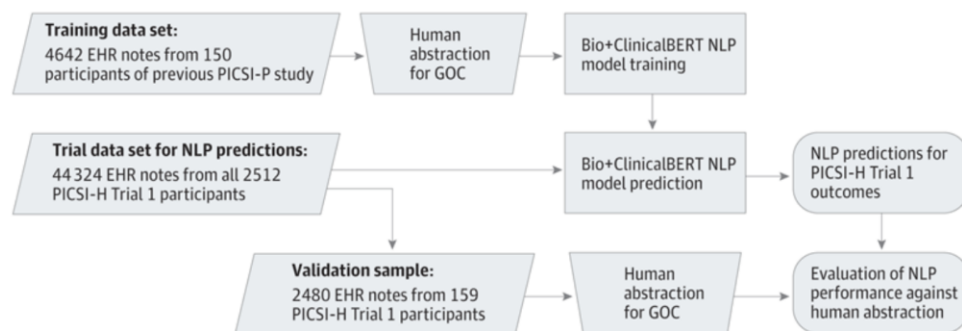 Training data set:
4642 EHR notes from 150
participants of previous PICSI-P study
Human
abstraction
for GOC
Bio+ClinicalBERT NLP
model training
Trial data set for NLP predictions:
44 324 EHR notes from all 2512
PICSI-H Trial 1 participants
Bio+ClinicalBERT NLP
model prediction
NLP predictions for
PICSI-H Trial 1
outcomes
Validation sample:
2480 EHR notes from 159
PICSI-H Trial 1 participants
Human
abstraction
for GOC
Evaluation of NLP
performance against
human abstraction